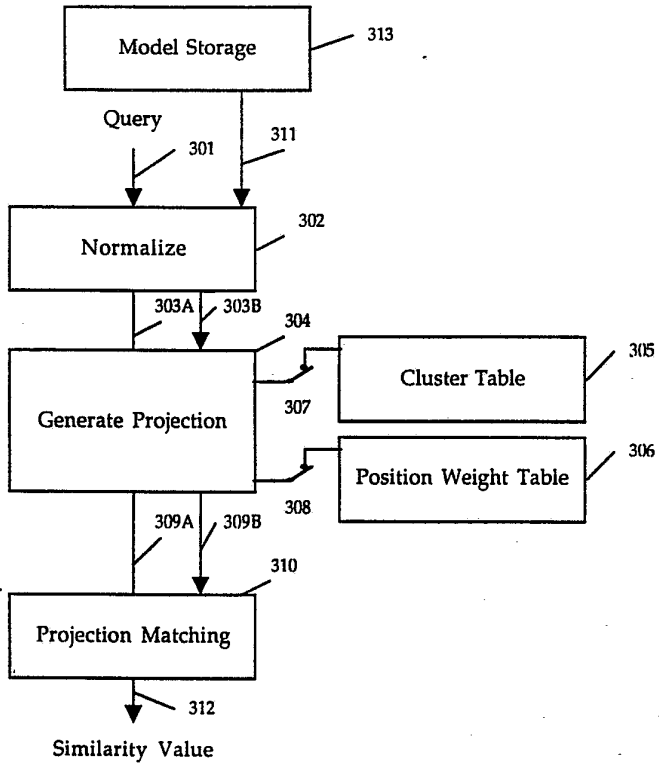 Model Storage
313
Query
301
311
Normalize
302
303A
303B
304
Generate Projection
307
Cluster Table
305
308
Position Weight Table
306
309A
309B
310
Projection Matching
312
Similarity Value